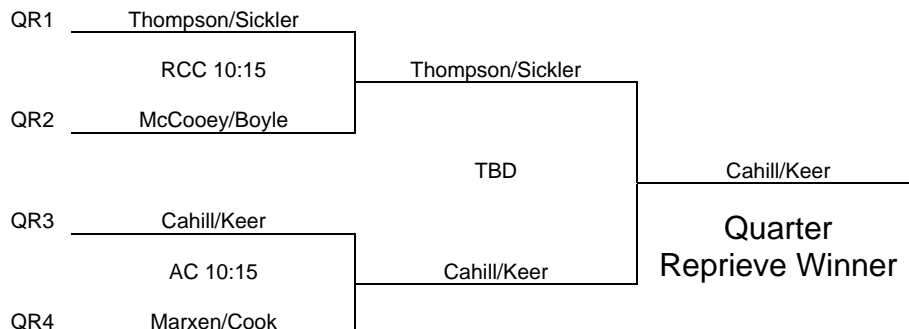 QR1 Thompson/Sickler
RCC 10:15
Thompson/Sickler
QR2 McCooey/Boyle
TBD
Cahill/Keer
QR3 Cahill/Keer
Quarter
Reprieve Winner
AC 10:15
Cahill/Keer
QR4 Marxen/Cook